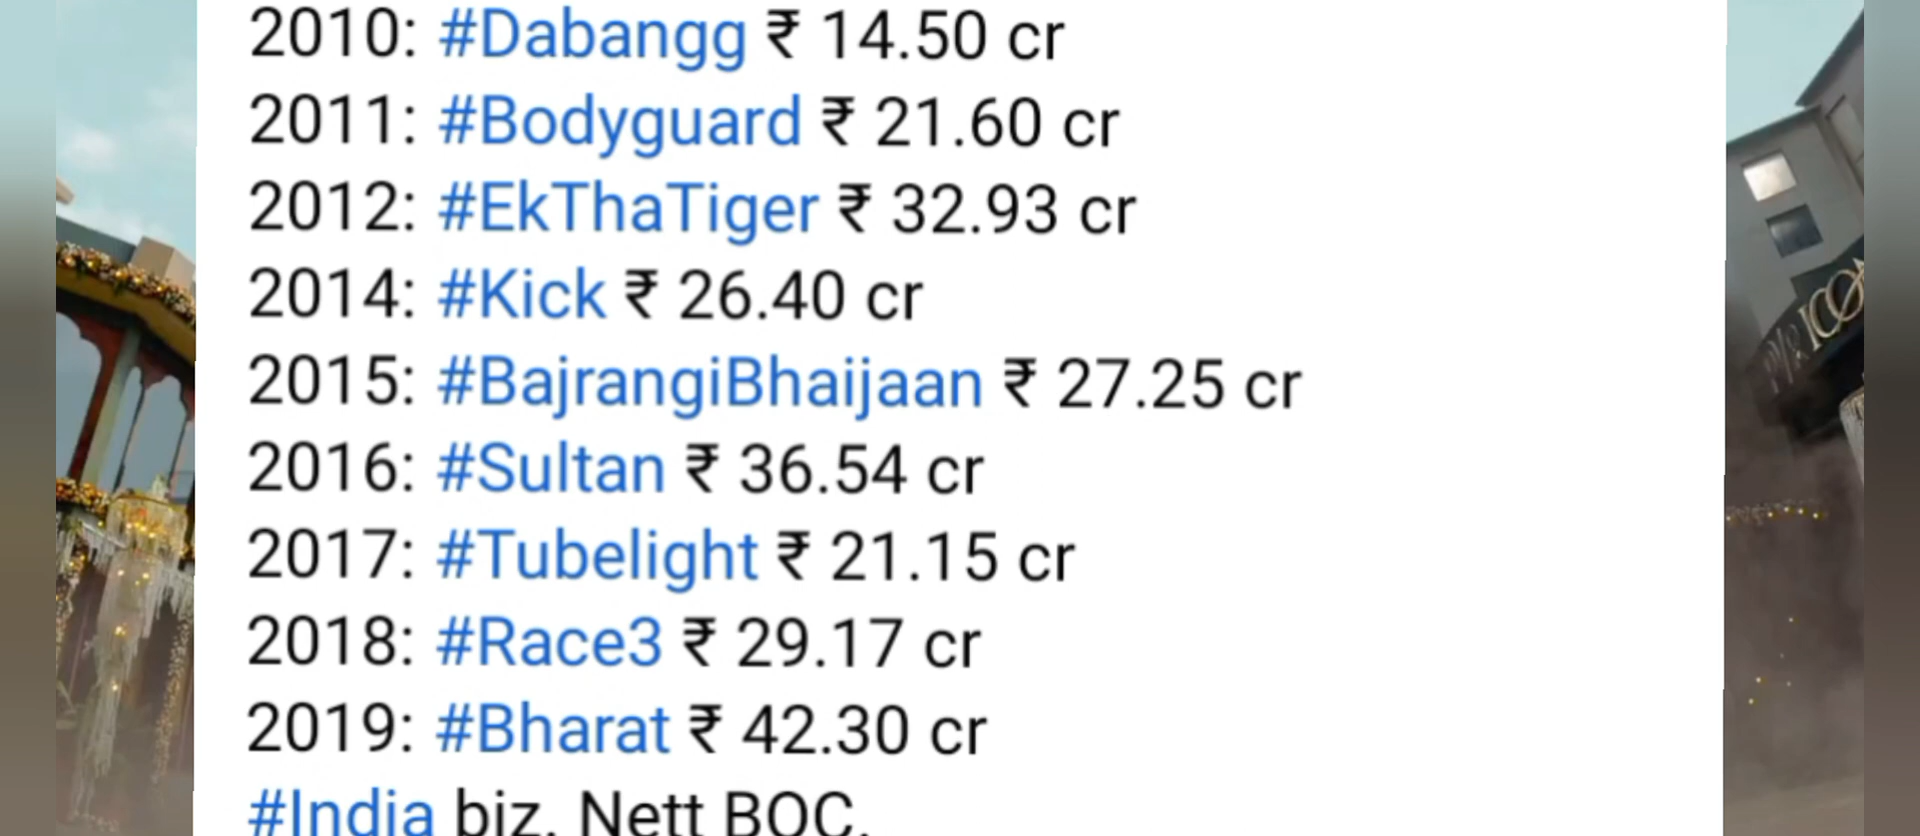 2010: #Dabangg ₹ 14.50 cr
2011: #Bodyguard ₹ 21.60 cr
2012: #EkThaTiger ₹ 32.93 cr
2014: #Kick ₹ 26.40 cr
2015: #BajrangiBhaijaan ₹ 27.25 cr
2016: #Sultan ₹ 36.54 cr
2017: #Tubelight ₹ 21.15 cr
2018: #Race3 ₹ 29.17 cr
2019: #Bharat ₹ 42.30 cr
#India biz. Nett BOC.